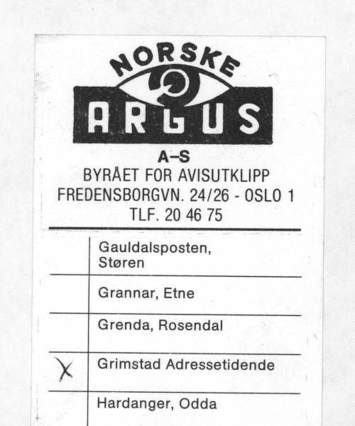 NORSKE
ARGUS
A–S
BYRÅET FOR AVISUTKLIPP
FREDENSBORGVN. 24/26 - OSLO 1
TLF. 20 46 75
Gauldalsposten,
Støren
Grannar, Etne
Grenda, Rosendal
X Grimstad Adressetidende
Hardanger, Odda